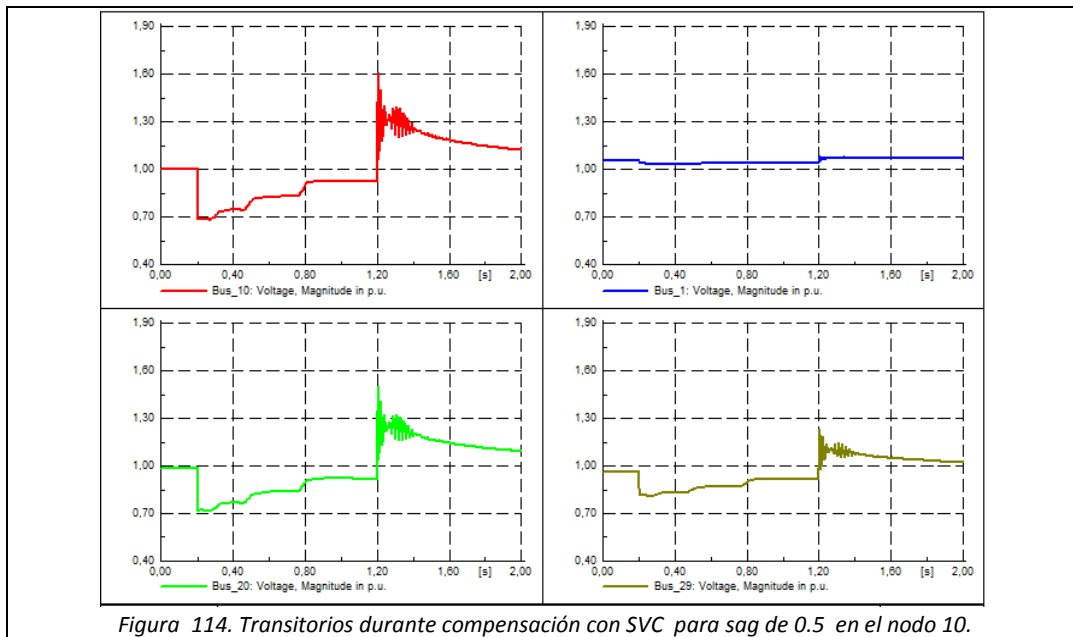 1,90
1,60
1,30
1,00
0,70
0,40
0,00 0,40 0,80 1,20 1,60 [s] 2,00
Bus_10: Voltage, Magnitude in p.u.
1,90
1,60
1,30
1,00
0,70
0,40
0,00 0,40 0,80 1,20 1,60 [s] 2,00
Bus_1: Voltage, Magnitude in p.u.
1,90
1,60
1,30
1,00
0,70
0,40
0,00 0,40 0,80 1,20 1,60 [s] 2,00
Bus_20: Voltage, Magnitude in p.u.
1,90
1,60
1,30
1,00
0,70
0,40
0,00 0,40 0,80 1,20 1,60 [s] 2,00
Bus_29: Voltage, Magnitude in p.u.
Figura 114. Transitorios durante compensación con SVC para sag de 0.5 en el nodo 10.